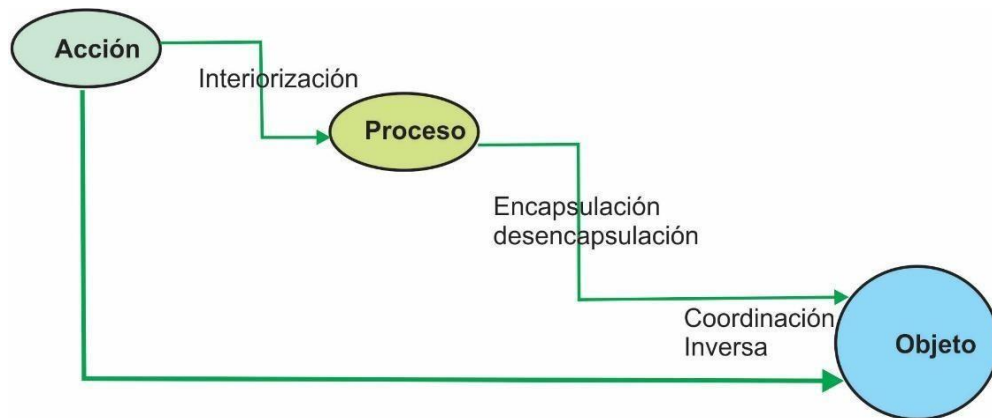 Acción
Interiorización
Proceso
Encapsulación
desencapsulación
Coordinación
Inversa
Objeto